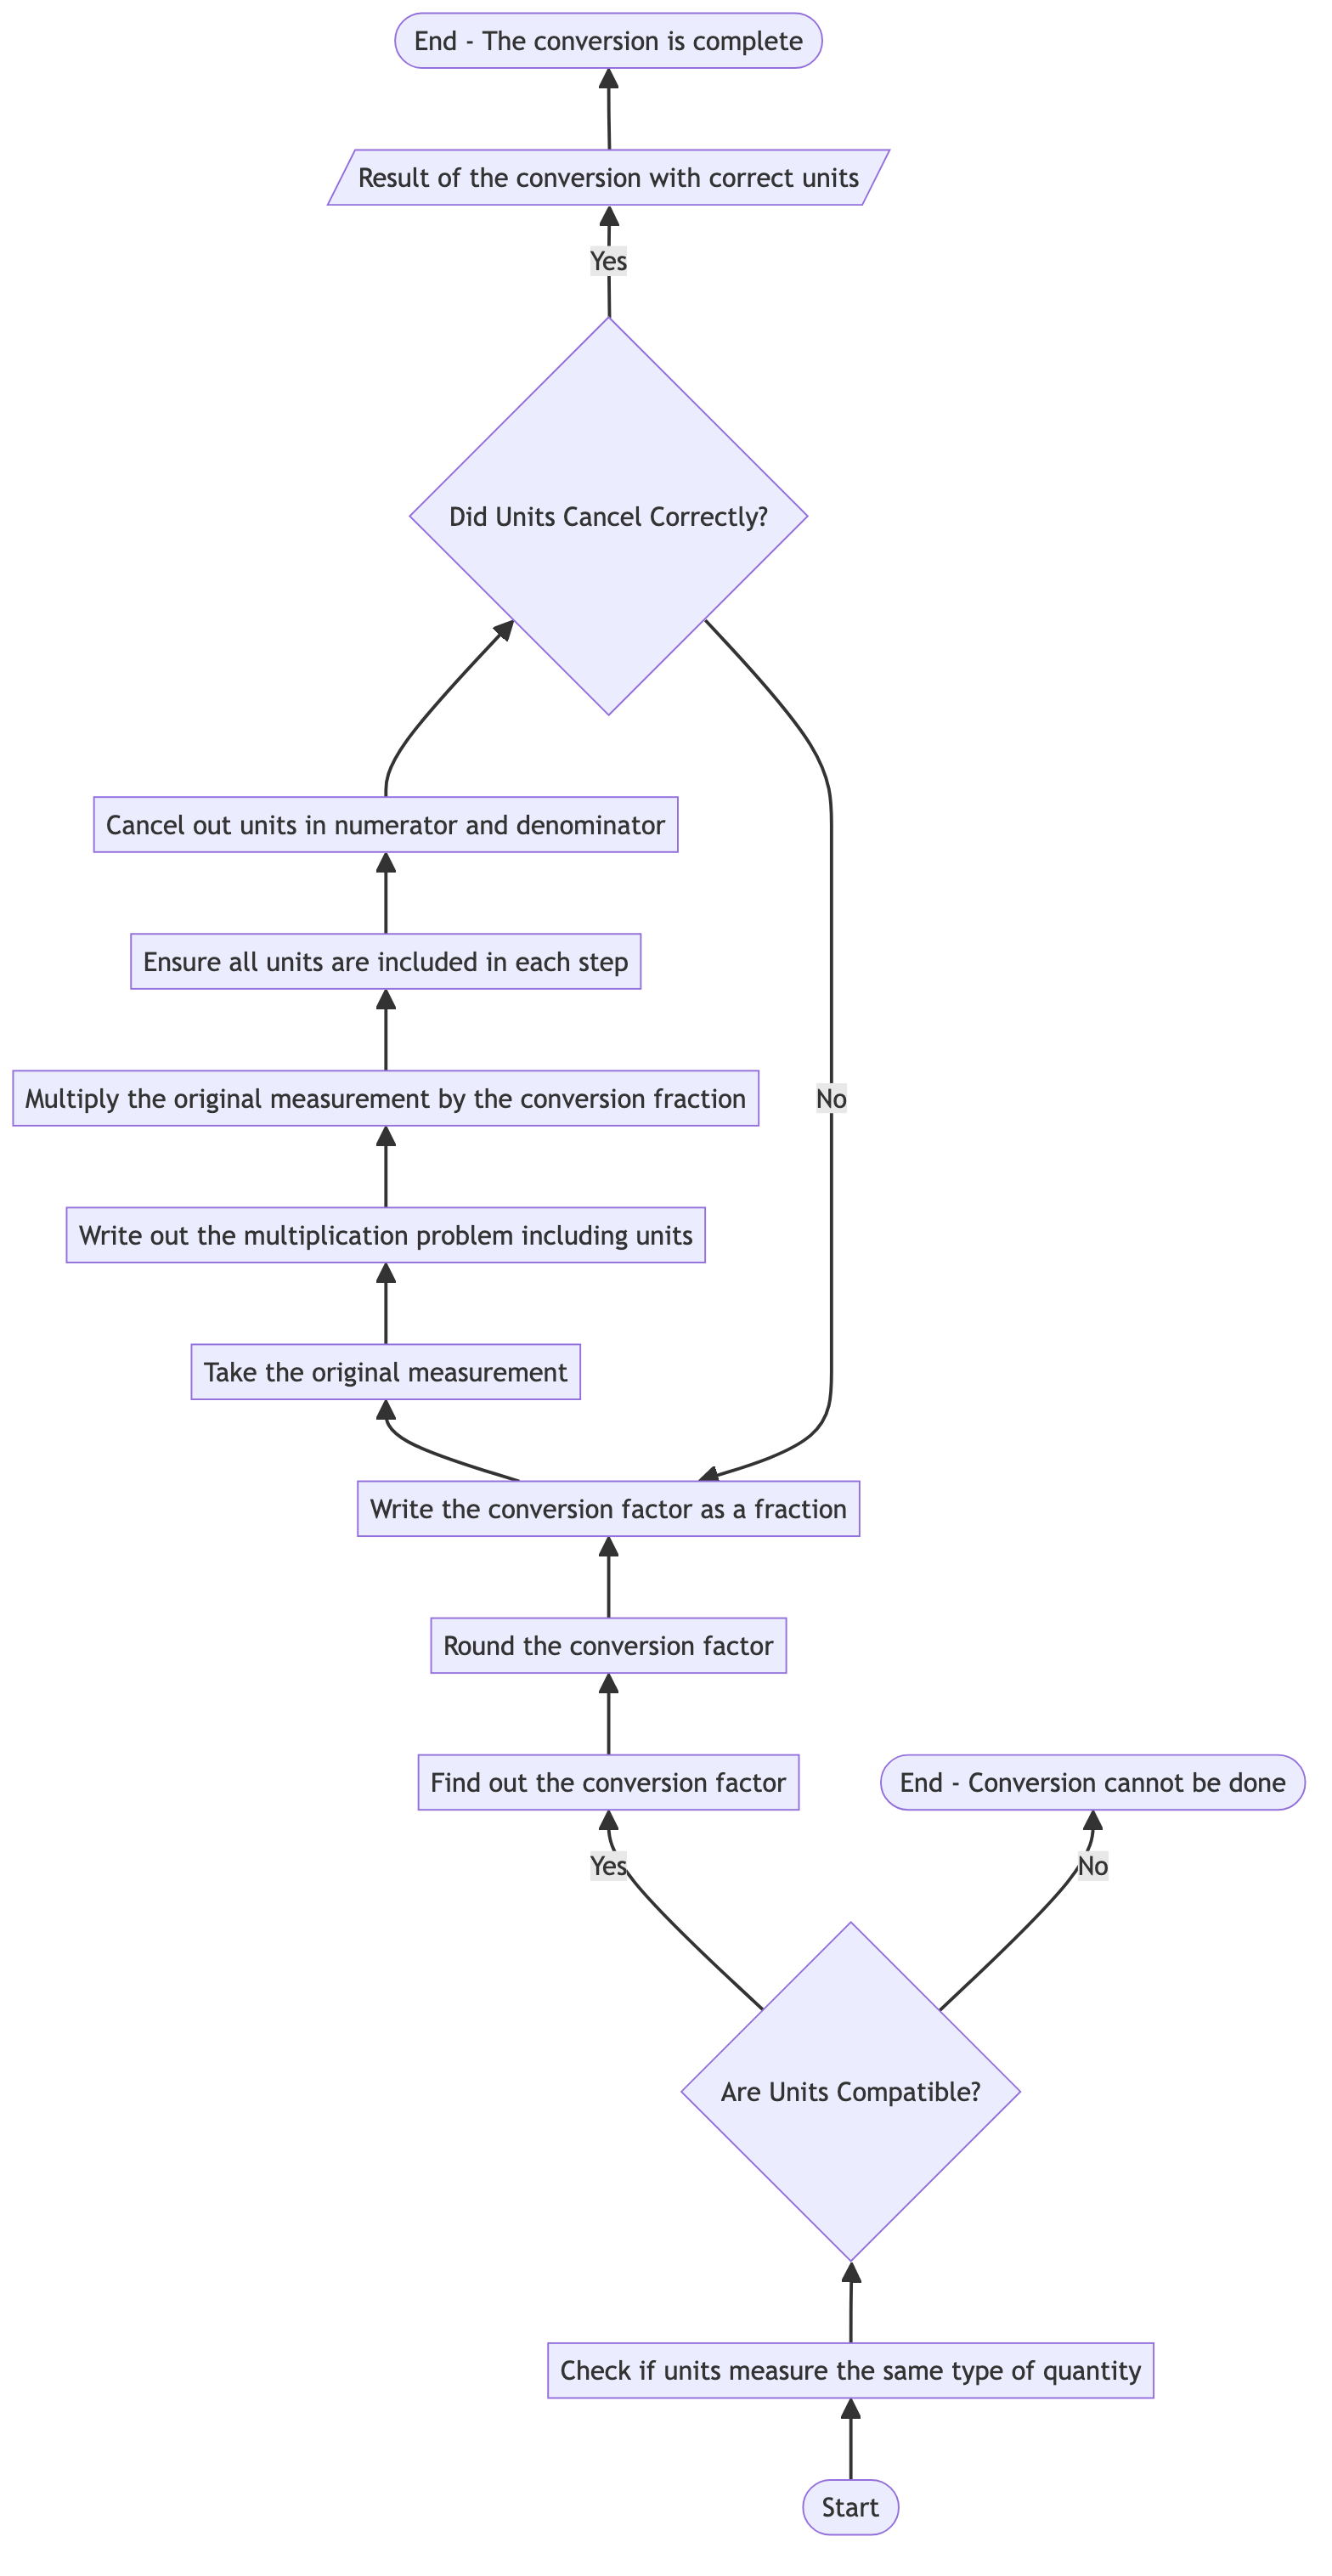 End - The conversion is complete
Result of the conversion with correct units
Yes
Did Units Cancel Correctly?
Cancel out units in numerator and denominator
Ensure all units are included in each step
Multiply the original measurement by the conversion fraction
No
Write out the multiplication problem including units
Take the original measurement
Write the conversion factor as a fraction
Round the conversion factor
Find out the conversion factor
End - Conversion cannot be done
Yes
No
Are Units Compatible?
Check if units measure the same type of quantity
Start